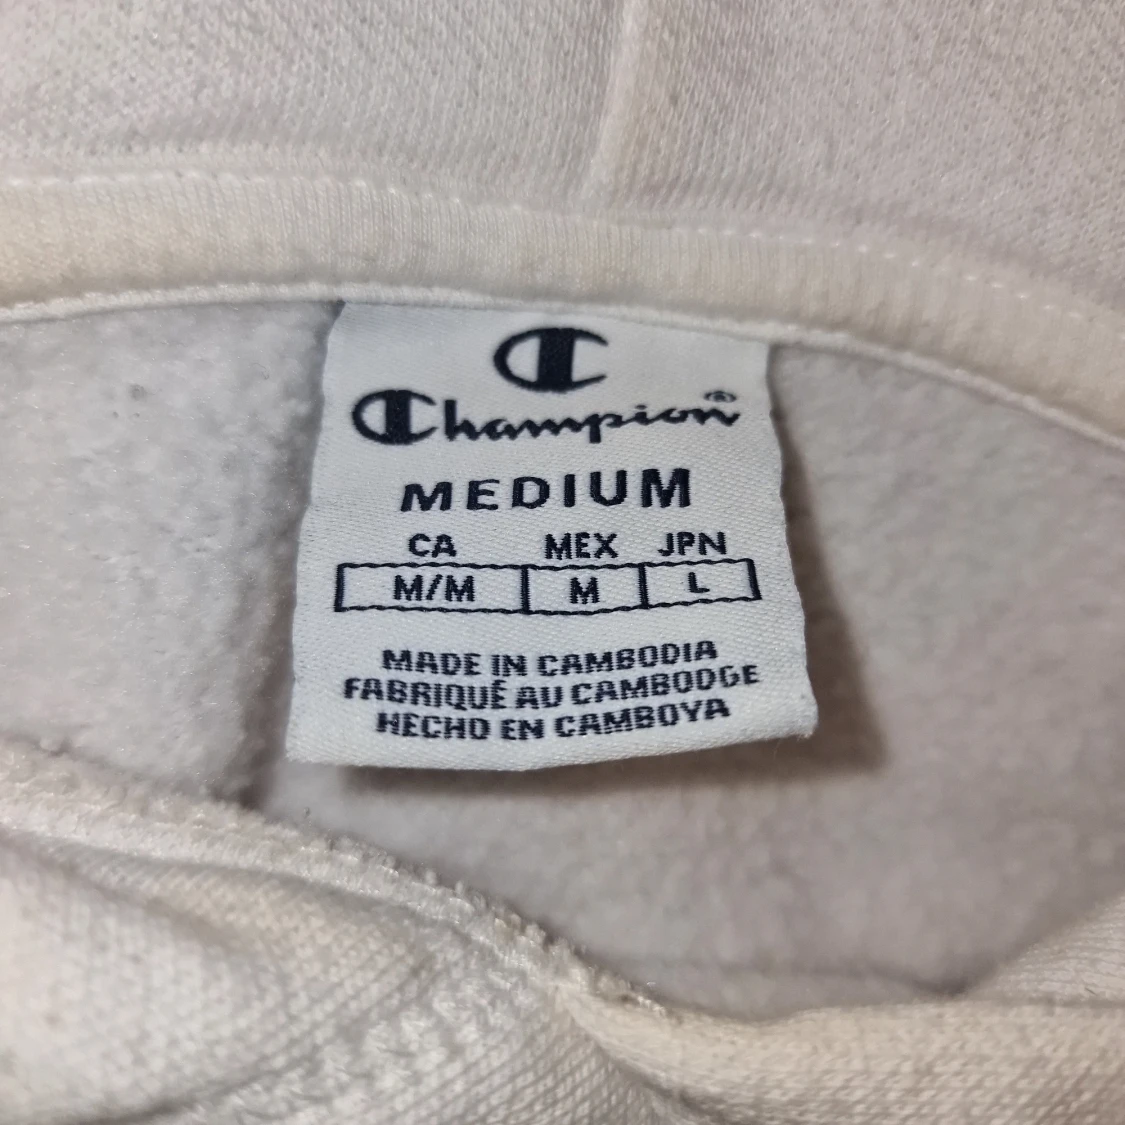 Champion®
MEDIUM
CA MEX JPN
M/M M L
MADE IN CAMBODIA
FABRIQUÉ AU CAMBODGE
HECHO EN CAMBOYA